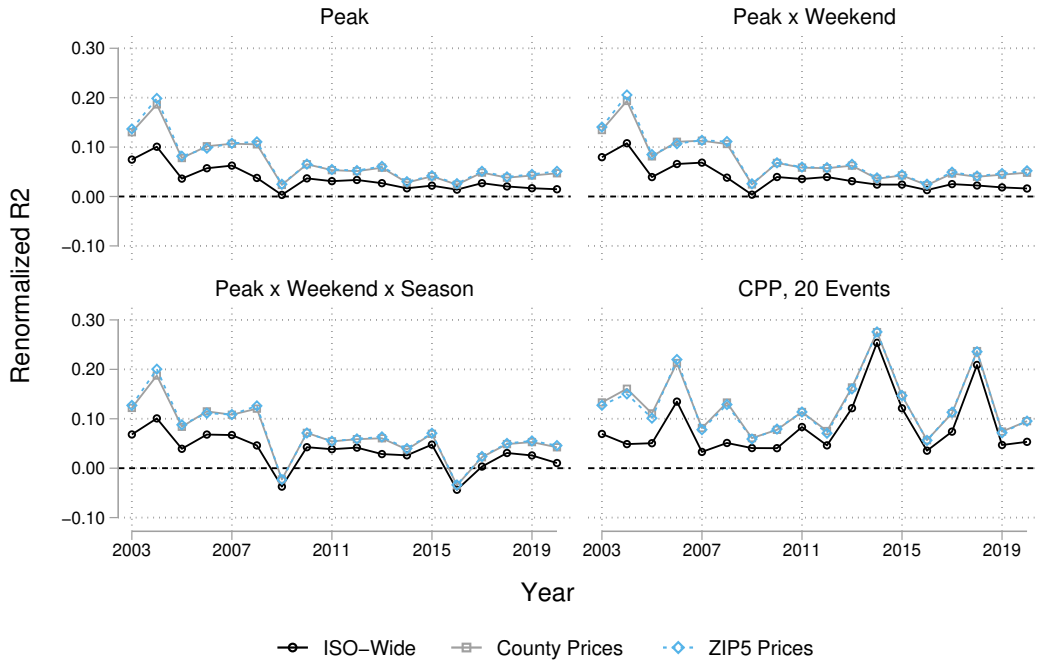 Peak
Peak x Weekend
0.30
0.20
0.10
0.00
−0.10
Renormalized R2
Peak x Weekend x Season
CPP, 20 Events
0.30
0.20
0.10
0.00
−0.10
2003 2007 2011 2015 2019
2003 2007 2011 2015 2019
Year
ISO−Wide County Prices ZIP5 Prices